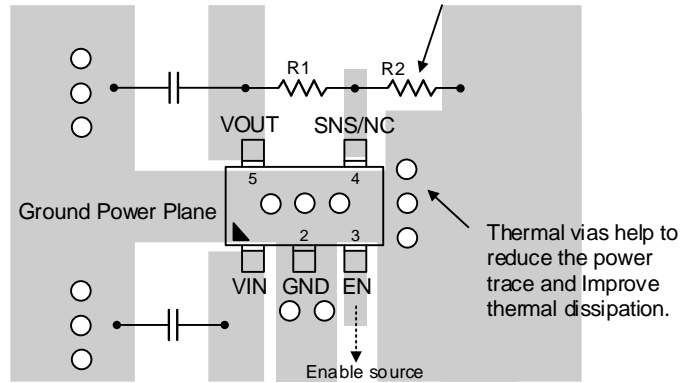 R1
R2
VOUT
SNS/NC
5
4
Ground Power Plane
2
3
VIN
GND
EN
Thermal vias help to
reduce the power
trace and Improve
thermal dissipation.
Enable source